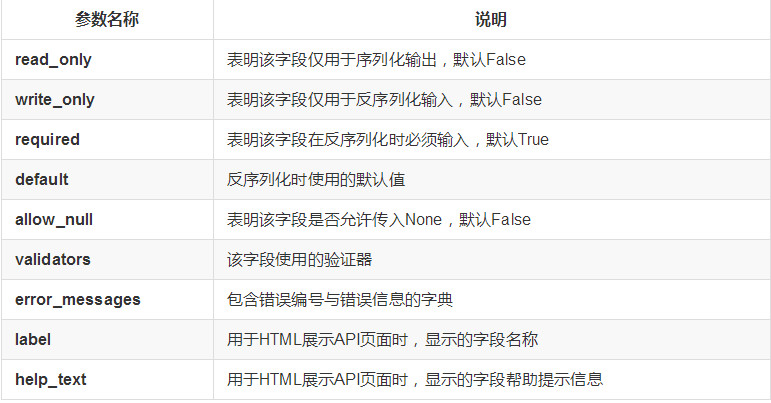 参数名称 说明
read_only 表明该字段仅用于序列化输出，默认False
write_only 表明该字段仅用于反序列化输入，默认False
required 表明该字段在反序列化时必须输入，默认True
default 反序列化时使用的默认值
allow_null 表明该字段是否允许传入None，默认False
validators 该字段使用的验证器
error_messages 包含错误编号与错误信息的字典
label 用于HTML展示API页面时，显示的字段名称
help_text 用于HTML展示API页面时，显示的字段帮助提示信息